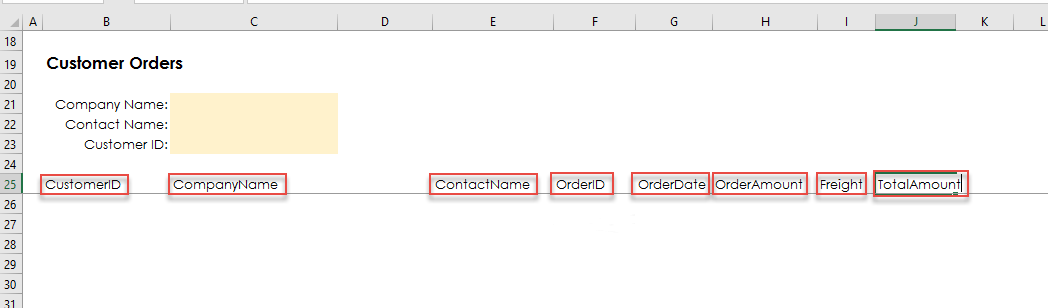 A B C D E F G H I J K L
18
19 Customer Orders
20
21 Company Name:
22 Contact Name:
23 Customer ID:
24
25 CustomerID CompanyName ContactName OrderID OrderDate OrderAmount Freight TotalAmount
26
27
28
29
30
31